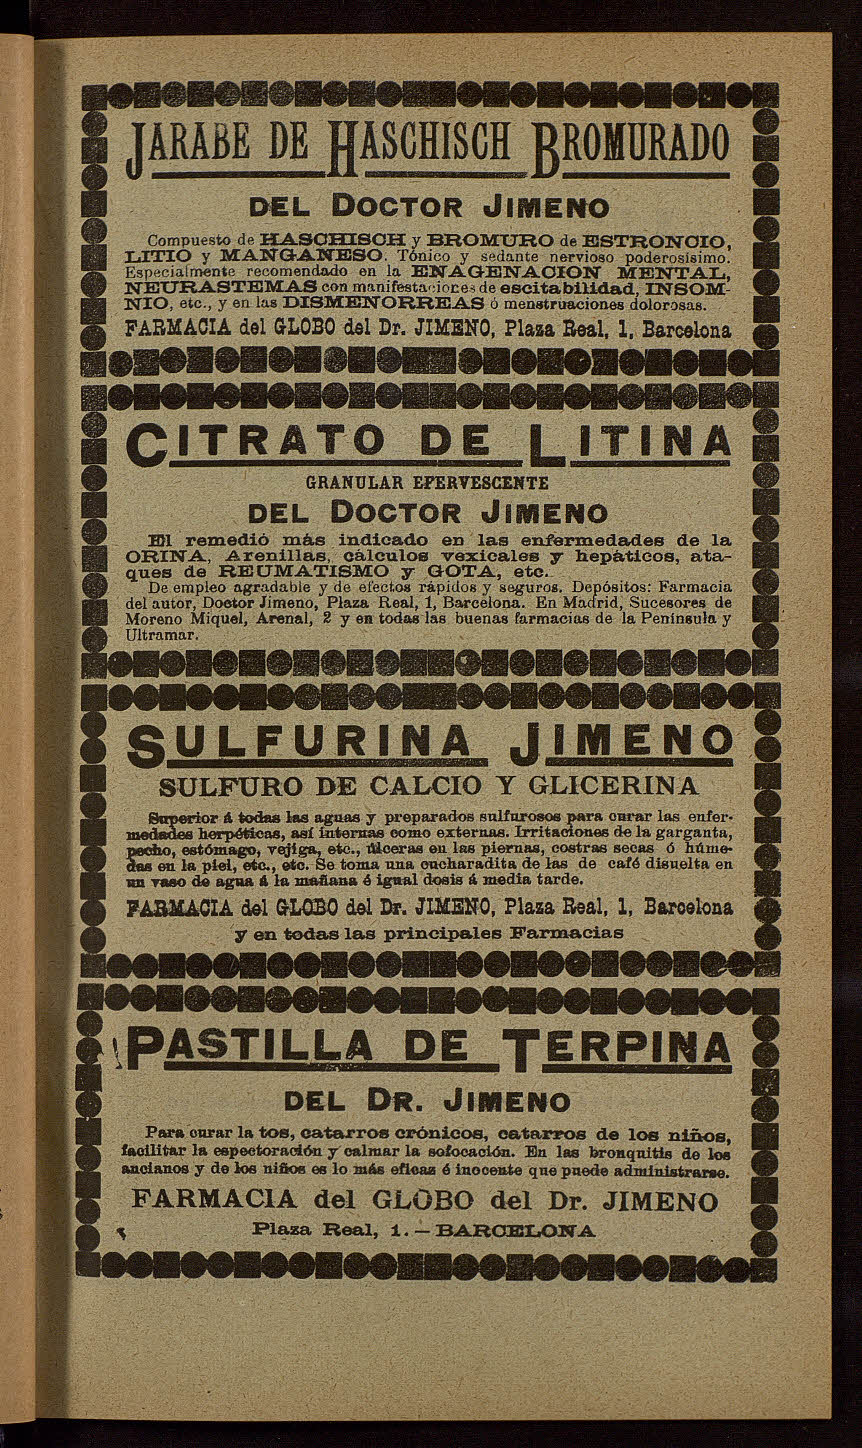 JARABE DE HASCHISCH BROMURADO
DEL DOCTOR JIMENO
Compuesto de HASCHISCH y BROMURO de ESTRONCIO,
LITIO y MANGANESO. Tónico y sedante nervioso poderosísimo.
Especialmente recomendado en la ENAGENACION MENTAL,
NEURASTEMAS con manifestaciones de escitabilidad, INSOM-
NIO, etc., y en las DISMENORREAS ó menstruaciones dolorosas.
FARMACIA del GLOBO del Dr. JIMENO, Plaza Real, 1, Barcelona
CITRATO DE LITINA
GRANULAR EFERVESCENTE
DEL DOCTOR JIMENO
El remedió más indicado en las enfermedades de la
ORINA, Arenillas, cálculos vexicales y hepáticos, ata-
ques de REUMATISMO y GOTA, etc.
De empleo agradable y de efectos rápidos y seguros. Depósitos: Farmacia
del autor, Doctor Jimeno, Plaza Real, 1, Barcelona. En Madrid, Sucesores de
Moreno Miquel, Arenal, 2 y en todas las buenas farmacias de la Península y
Ultramar.
SULFURINA JIMENO
SULFURO DE CALCIO Y GLICERINA
Superior á todas las aguas y preparados sulfurosos para curar las enfer-
medades herpéticas, así internas como externas. Irritaciones de la garganta,
pecho, estómago, vejiga, etc., úlceras en las piernas, costras secas ó húme-
das en la piel, etc., etc. Se toma una cucharadita de las de café disuelta en
un vaso de agua á la mañana é igual dosis á media tarde.
FARMACIA del GLOBO del Dr. JIMENO, Plaza Real, 1, Barcelona
y en todas las principales Farmacias
PASTILLA DE TERPINA
DEL DR. JIMENO
Para curar la tos, catarros crónicos, catarros de los niños,
facilitar la espectoración y calmar la sofocación. En las bronquitis de los
ancianos y de los niños es lo más eficaz é inocente que puede administrarse.
FARMACIA del GLOBO del Dr. JIMENO
Plaza Real, 1. — BARCELONA